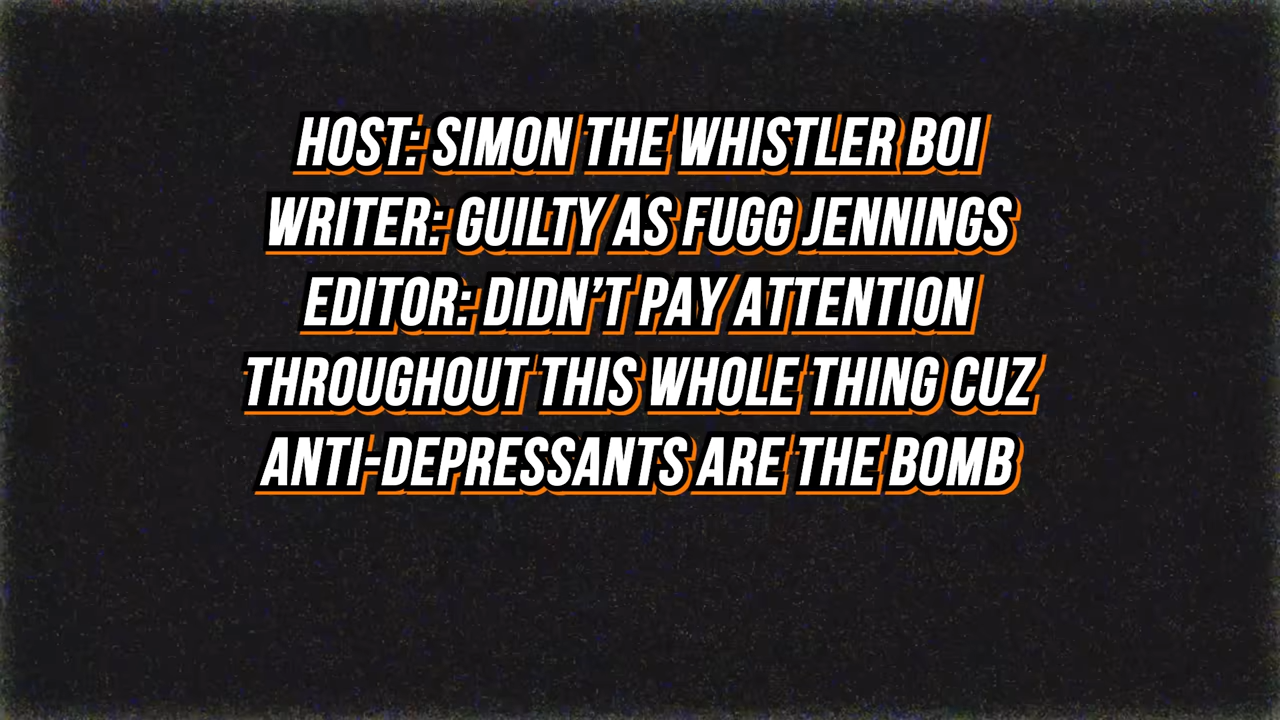 HOST: SIMON THE WHISTLER BOI
WRITER: GUILTY AS FUGG JENNINGS
EDITOR: DIDN'T PAY ATTENTION
THROUGHOUT THIS WHOLE THING CUZ
ANTI-DEPRESSANTS ARE THE BOMB